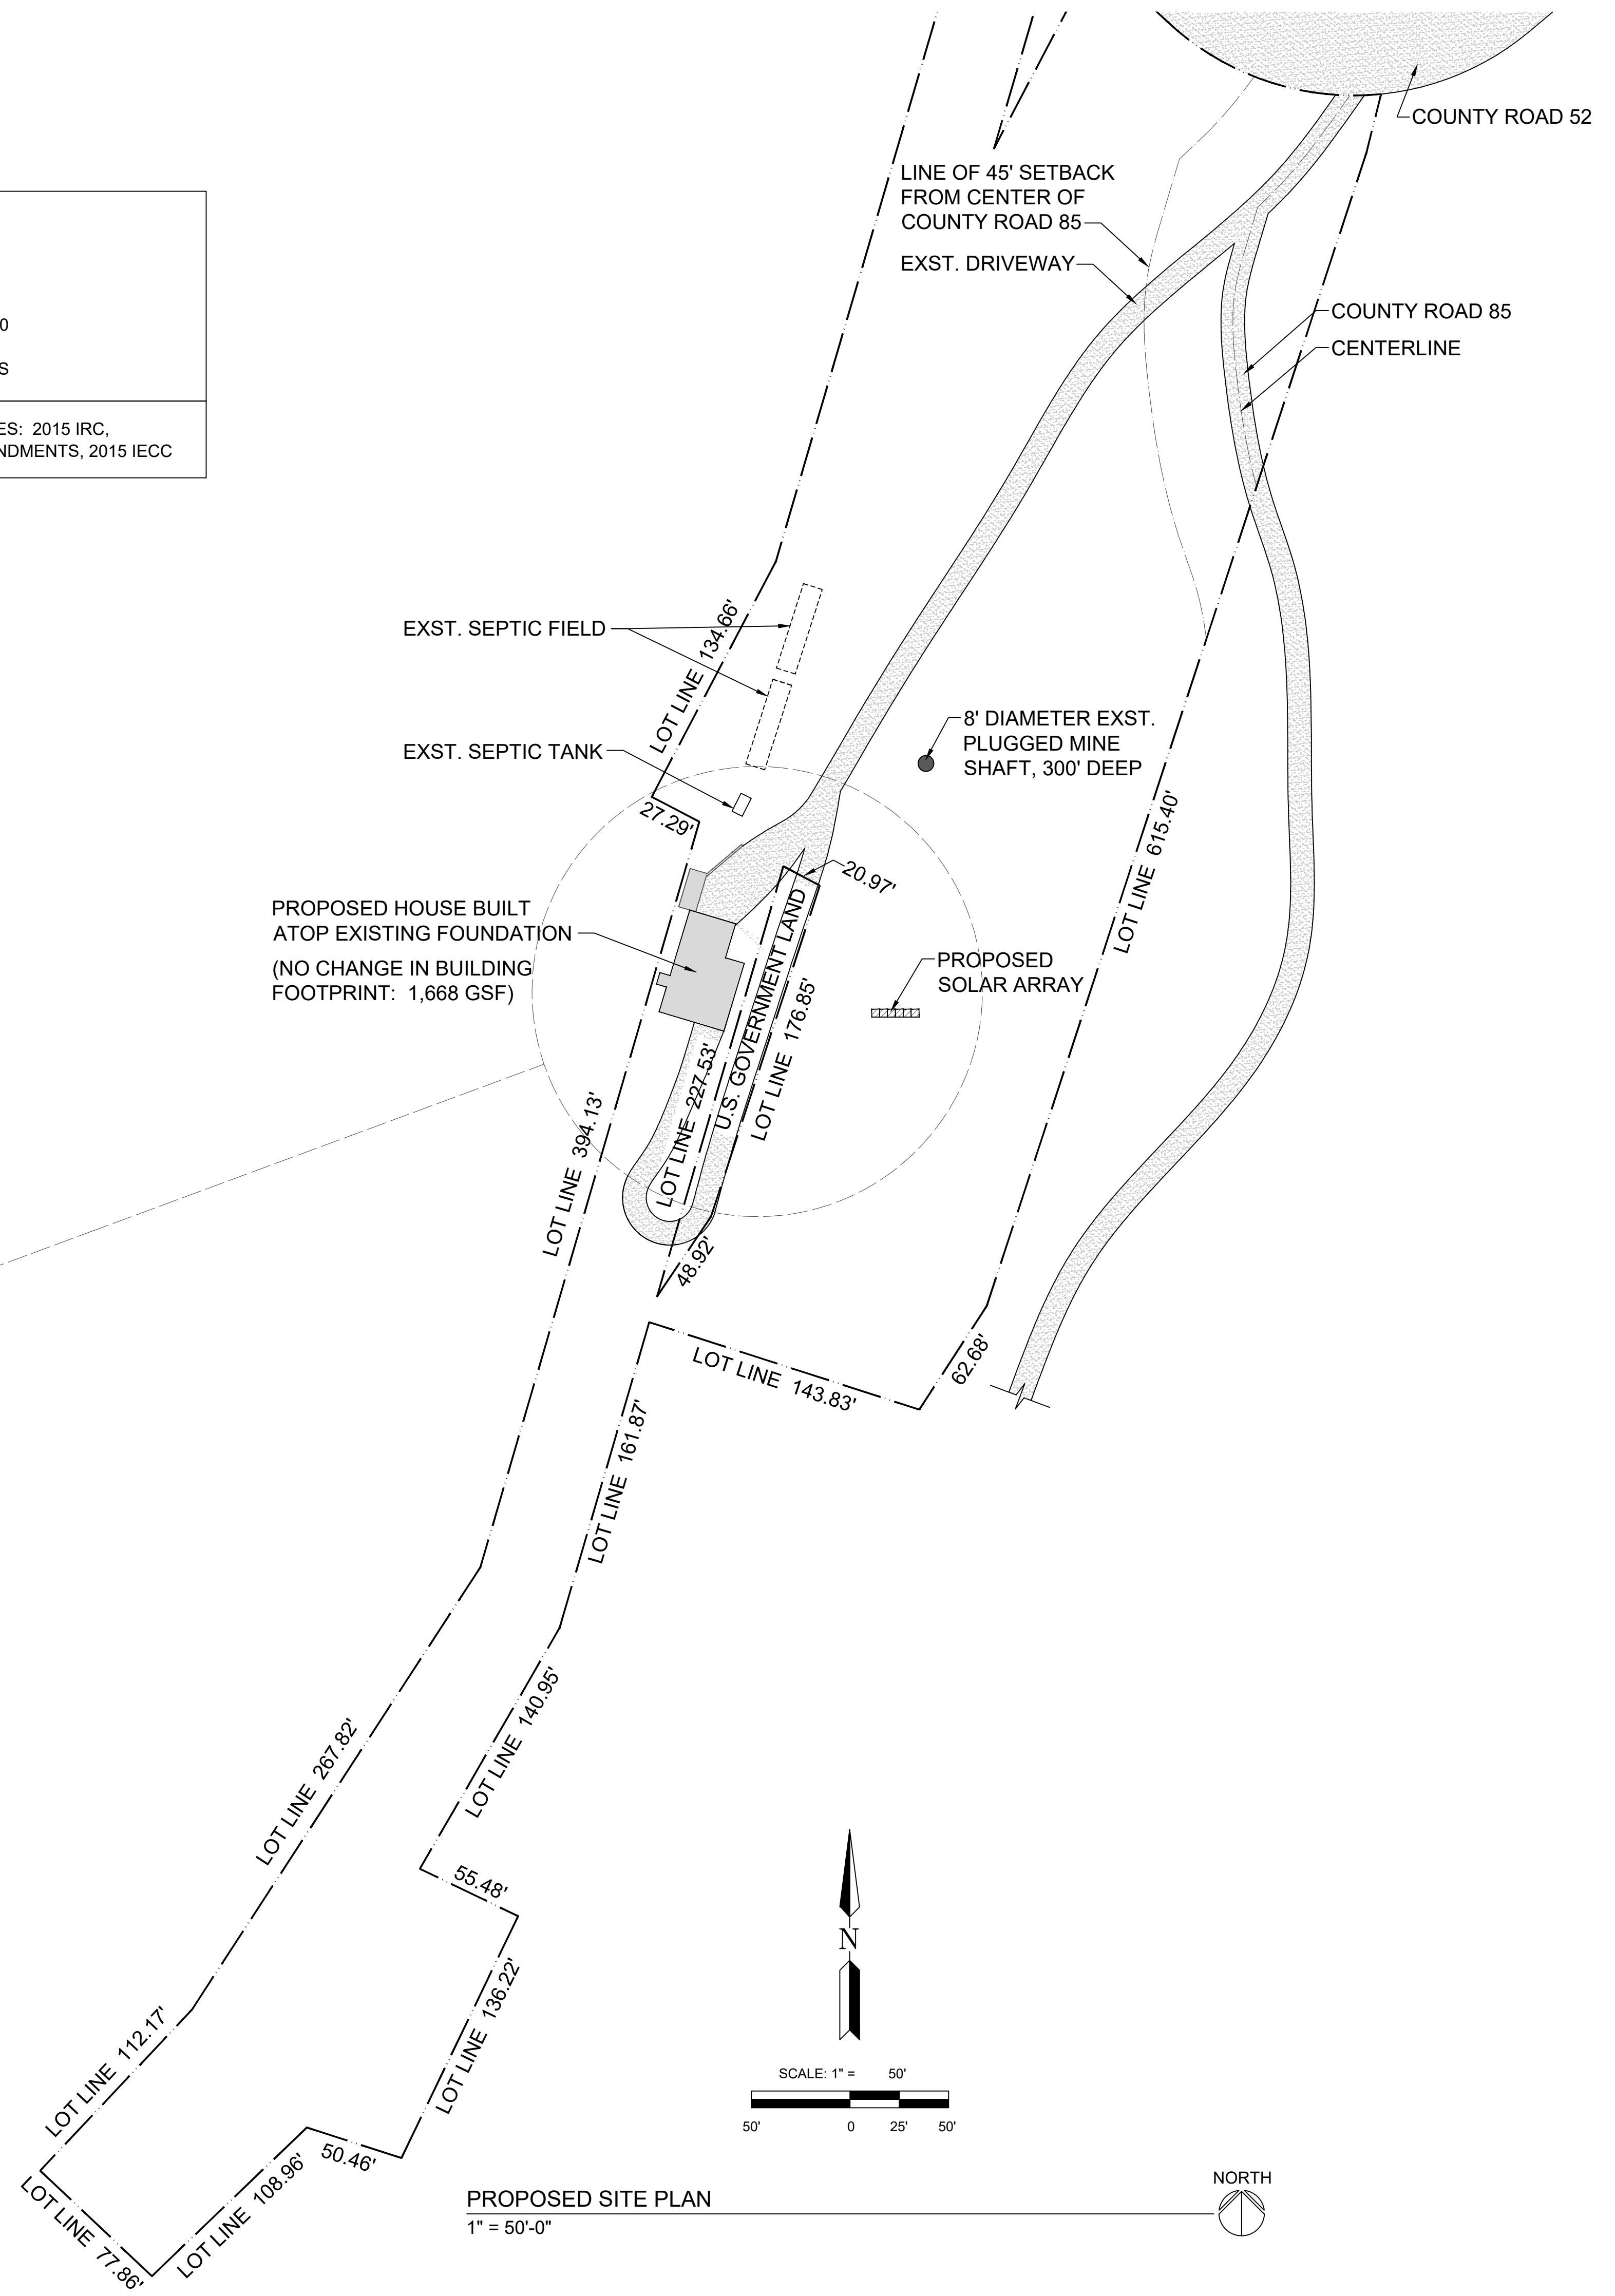 COUNTY ROAD 52
LINE OF 45' SETBACK
FROM CENTER OF
COUNTY ROAD 85
EXST. DRIVEWAY
COUNTY ROAD 85
CENTERLINE
0
S
ES: 2015 IRC,
NDMENTS, 2015 IECC
EXST. SEPTIC FIELD
LOT LINE 134.66'
EXST. SEPTIC TANK
27.29'
8' DIAMETER EXST.
PLUGGED MINE
SHAFT, 300' DEEP
LOT LINE 615.40'
20.97'
PROPOSED HOUSE BUILT
ATOP EXISTING FOUNDATION
(NO CHANGE IN BUILDING
FOOTPRINT: 1,668 GSF)
U.S. GOVERNMENT LAND
PROPOSED
SOLAR ARRAY
LOT LINE 176.85'
LOT LINE 227.53'
LOT LINE 394.13'
48.92'
LOT LINE 143.83'
62.68'
LOT LINE 161.87'
LOT LINE 140.95'
LOT LINE 267.82'
55.48'
LOT LINE 136.22'
LOT LINE 112.17'
50.46'
LOT LINE 108.96'
LOT LINE 77.86'
N
SCALE: 1" = 50'
50' 0 25' 50'
NORTH
PROPOSED SITE PLAN
1" = 50'-0"